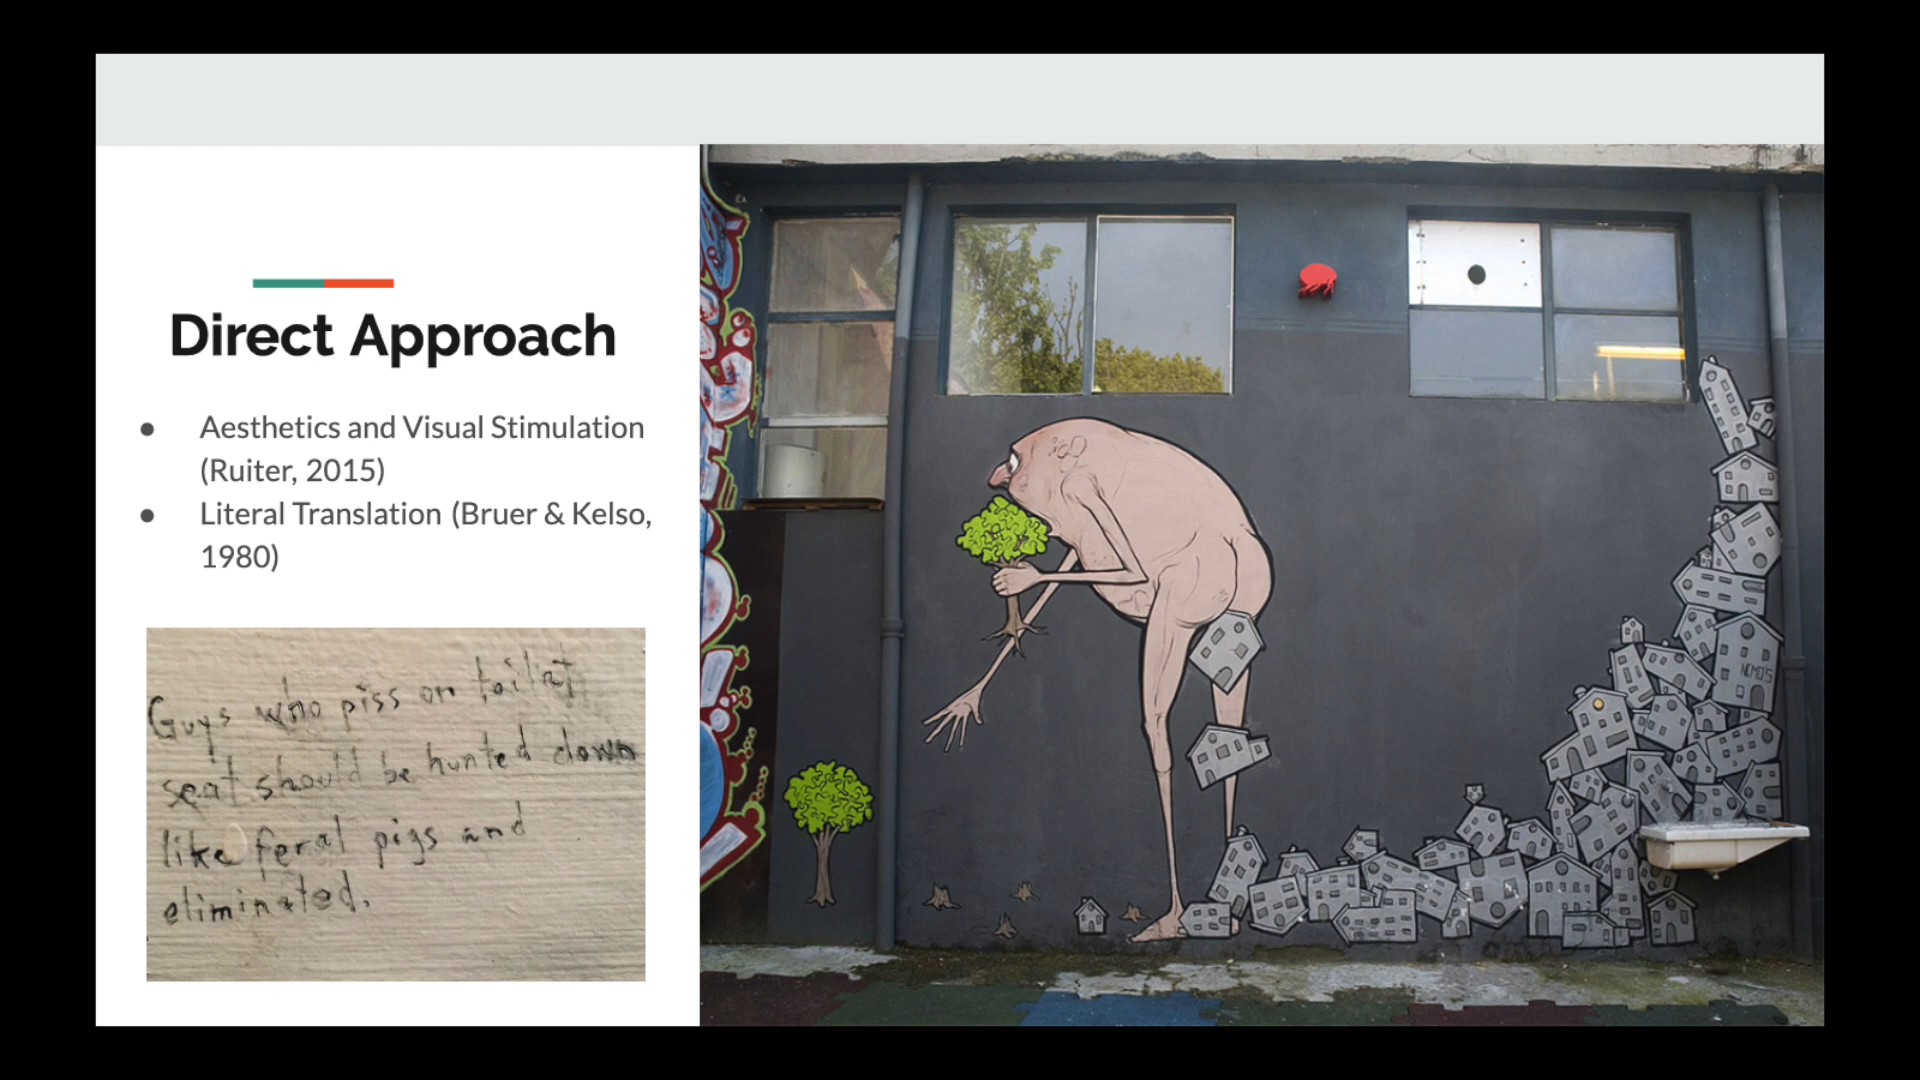 Direct Approach
● Aesthetics and Visual Stimulation
(Ruiter, 2015)
● Literal Translation (Bruer & Kelso,
1980)
Guys who piss on toilet
seat should be hunted down
like feral pigs and
eliminated.
NEMO'S